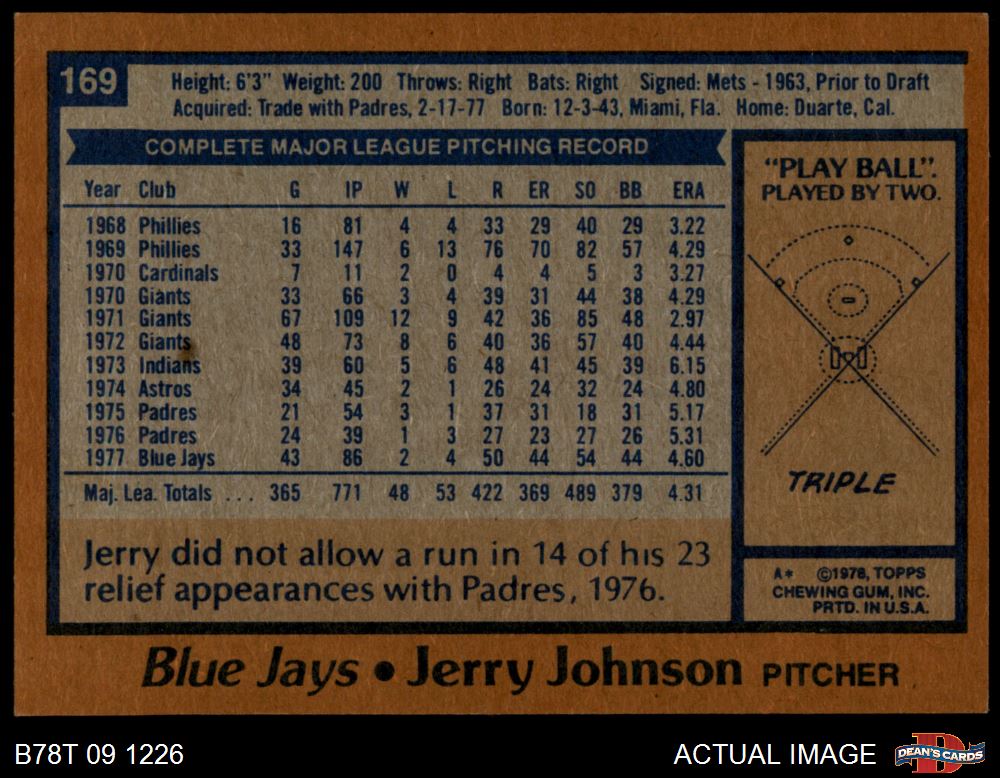 169
Height: 6'3" Weight: 200 Throws: Right Bats: Right Signed: Mets - 1963, Prior to Draft
Acquired: Trade with Padres, 2-17-77 Born: 12-3-43, Miami, Fla. Home: Duarte, Cal.
COMPLETE MAJOR LEAGUE PITCHING RECORD
Year Club G IP W L R ER SO BB ERA
1968 Phillies 16 81 4 4 33 29 40 29 3.22
1969 Phillies 33 147 6 13 76 70 82 57 4.29
1970 Cardinals 7 11 2 0 4 4 5 3 3.27
1970 Giants 33 66 3 4 39 31 44 38 4.29
1971 Giants 67 109 12 9 42 36 85 48 2.97
1972 Giants 48 73 8 6 40 36 57 40 4.44
1973 Indians 39 60 5 6 48 41 45 39 6.15
1974 Astros 34 45 2 1 26 24 32 24 4.80
1975 Padres 21 54 3 1 37 31 18 31 5.17
1976 Padres 24 39 1 3 27 23 27 26 5.31
1977 Blue Jays 43 86 2 4 50 44 54 44 4.60
Maj. Lea. Totals ... 365 771 48 53 422 369 489 379 4.31
Jerry did not allow a run in 14 of his 23
relief appearances with Padres, 1976.
"PLAY BALL".
PLAYED BY TWO.
TRIPLE
A* ©1978, TOPPS
CHEWING GUM, INC.
PRTD. IN U.S.A.
Blue Jays • Jerry Johnson PITCHER
B78T 09 1226
ACTUAL IMAGE
DEAN'S CARDS